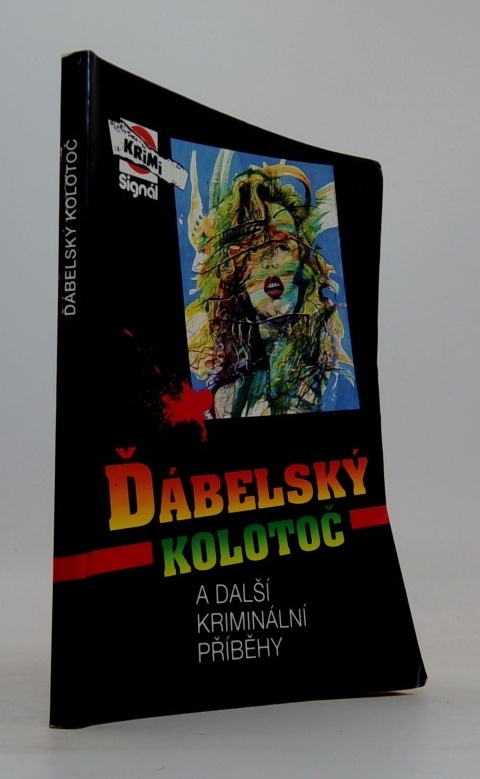 ĎÁBELSKÝ KOLOTOČ
KRIMI
Signál
ĎÁBELSKÝ
KOLOTOČ
A DALŠÍ
KRIMINÁLNÍ
PŘÍBĚHY